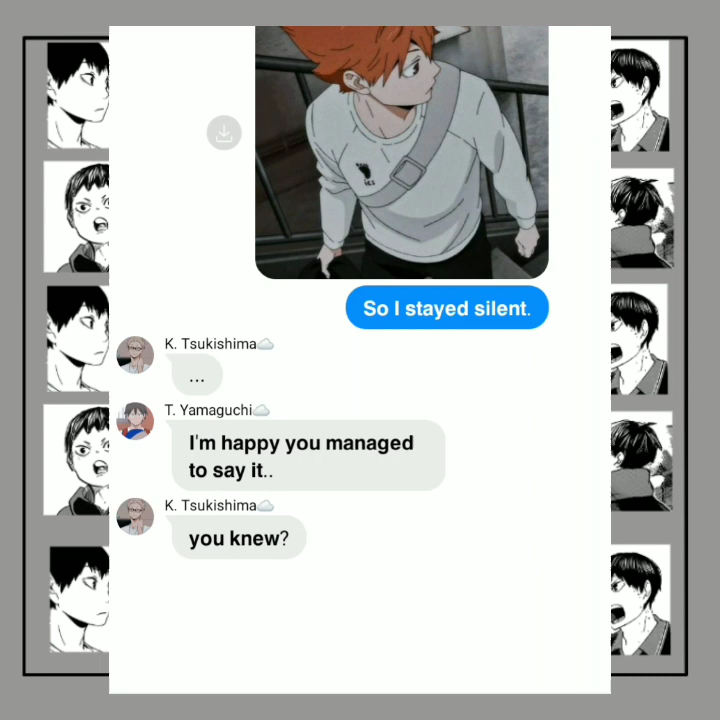 So I stayed silent.
K. Tsukishima☁️
...
T. Yamaguchi☁️
I'm happy you managed
to say it..
K. Tsukishima☁️
you knew?